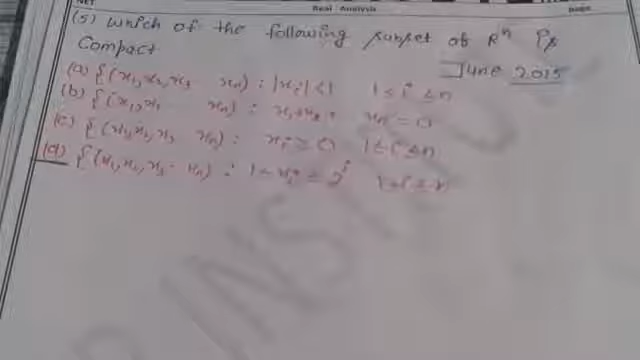 NET Real Analysis
(5) which of the following subset of Rⁿ is
Compact
June 2015
(a) {(x₁,x₂,x₃ xₙ) : |xᵢ|<1 1≤i≤n
(b) {(x₁,x₂ xₙ) : x₁+x₂+ xₙ = 0
(c) {(x₁,x₂,x₃ xₙ) : xᵢ ≥ 0 1≤i≤n
(d) {(x₁,x₂,x₃ - xₙ) : 1≤xᵢ≤2ⁱ 1≤i≤n